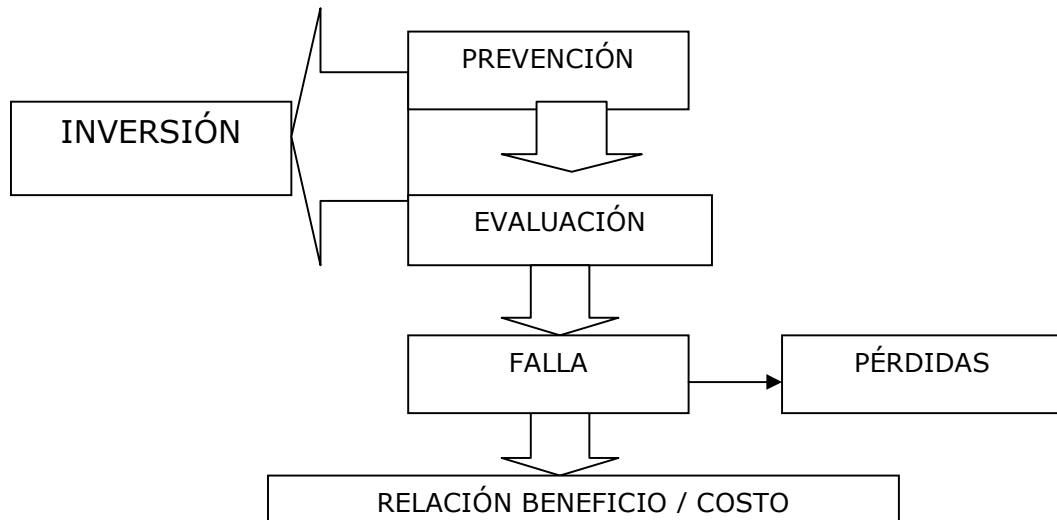 PREVENCIÓN
INVERSIÓN
EVALUACIÓN
FALLA
PÉRDIDAS
RELACIÓN BENEFICIO / COSTO